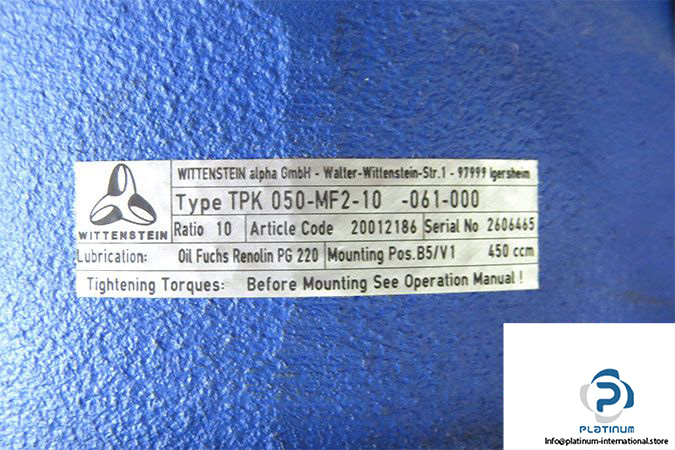 WITTENSTEIN alpha GmbH - Walter-Wittenstein-Str.1 - 97999 Igersheim
Type TPK 050-MF2-10 -061-000
WITTENSTEIN
Ratio 10 Article Code 20012186 Serial No 2606465
Lubrication: Oil Fuchs Renolin PG 220 Mounting Pos.B5/V1 450 ccm
Tightening Torques: Before Mounting See Operation Manual !
PLATINUM
Info@platinum-international.store